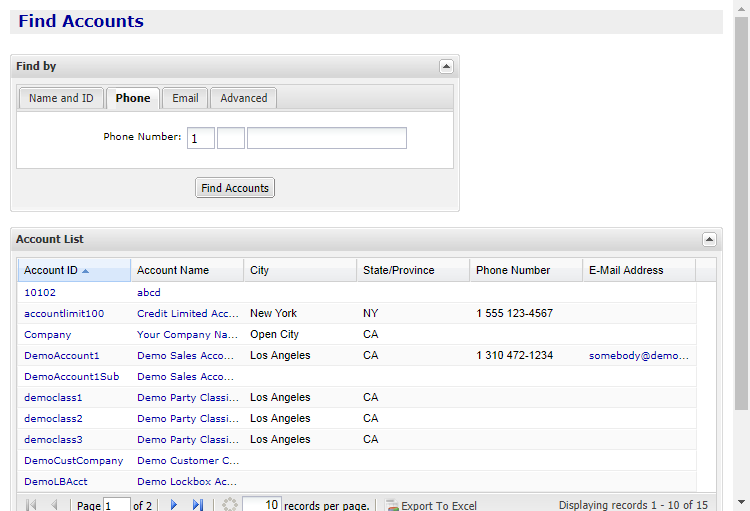 Find Accounts
Find by
Name and ID Phone Email Advanced
Phone Number: 1
Find Accounts
Account List
Account ID Account Name City State/Province Phone Number E-Mail Address
10102 abcd
accountlimit100 Credit Limited Acc... New York NY 1 555 123-4567
Company Your Company Na... Open City CA
DemoAccount1 Demo Sales Acco... Los Angeles CA 1 310 472-1234 somebody@demo...
DemoAccount1Sub Demo Sales Acco...
democlass1 Demo Party Classi... Los Angeles CA
democlass2 Demo Party Classi... Los Angeles CA
democlass3 Demo Party Classi... Los Angeles CA
DemoCustCompany Demo Customer C...
DemoLBAcct Demo Lockbox Ac...
Page 1 of 2 10 records per page. Export To Excel Displaying records 1 - 10 of 15